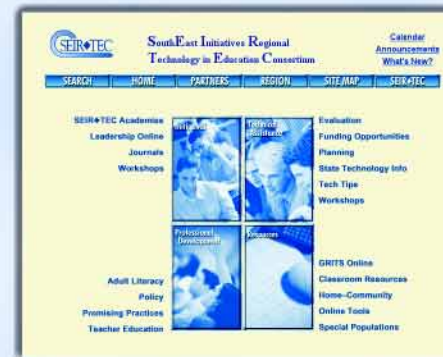 SEIR♦TEC
SouthEast Initiatives Regional
Technology in Education Consortium
Calendar
Announcements
What's New?
SEARCH HOME PARTNERS REGION SITE MAP SEIR♦TEC
SEIR♦TEC Academies
Leadership Online
Journals
Workshops
Technical
Assistance
Evaluation
Funding Opportunities
Planning
State Technology Info
Tech Tips
Workshops
Professional
Development
Resources
Adult Literacy
Policy
Promising Practices
Teacher Education
GRITS Online
Classroom Resources
Home–Community
Online Tools
Special Populations